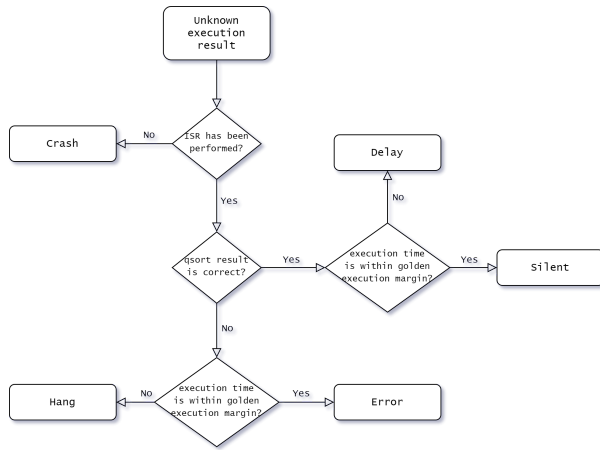 Unknown
execution
result
No
ISR has been
performed?
Crash
Delay
Yes
No
qsort result
is correct?
Yes
execution time
is within golden
execution margin?
Yes
Silent
No
execution time
is within golden
execution margin?
No
Hang
Yes
Error